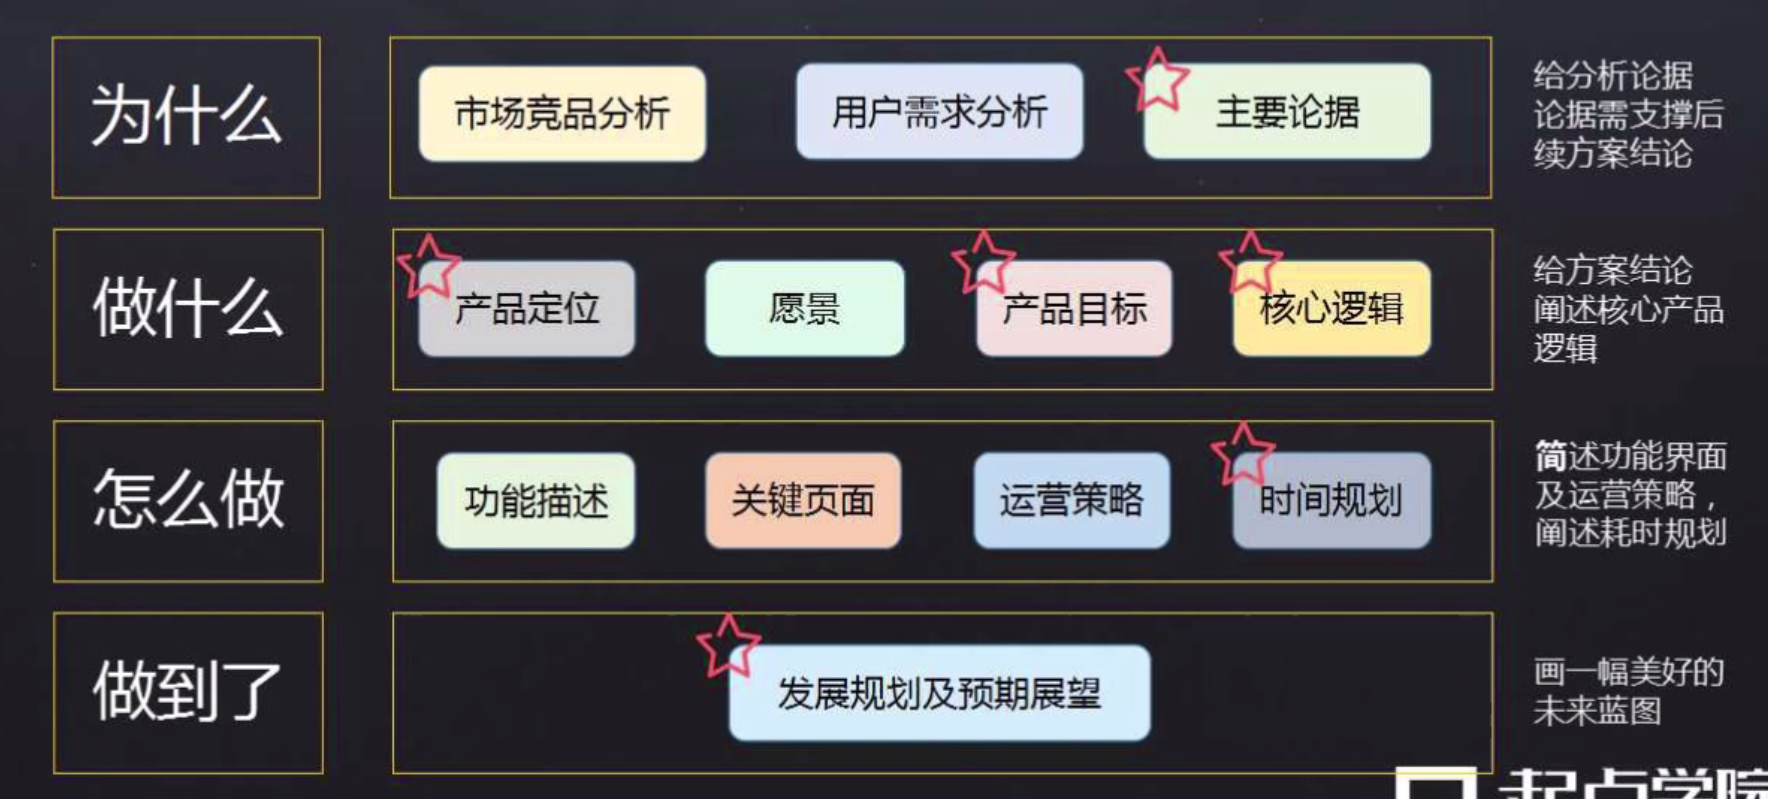 为什么
市场竞品分析
用户需求分析
主要论据
给分析论据
论据需支撑后
续方案结论
做什么
产品定位
愿景
产品目标
核心逻辑
给方案结论
阐述核心产品
逻辑
怎么做
功能描述
关键页面
运营策略
时间规划
简述功能界面
及运营策略，
阐述耗时规划
做到了
发展规划及预期展望
画一幅美好的
未来蓝图
起点学院